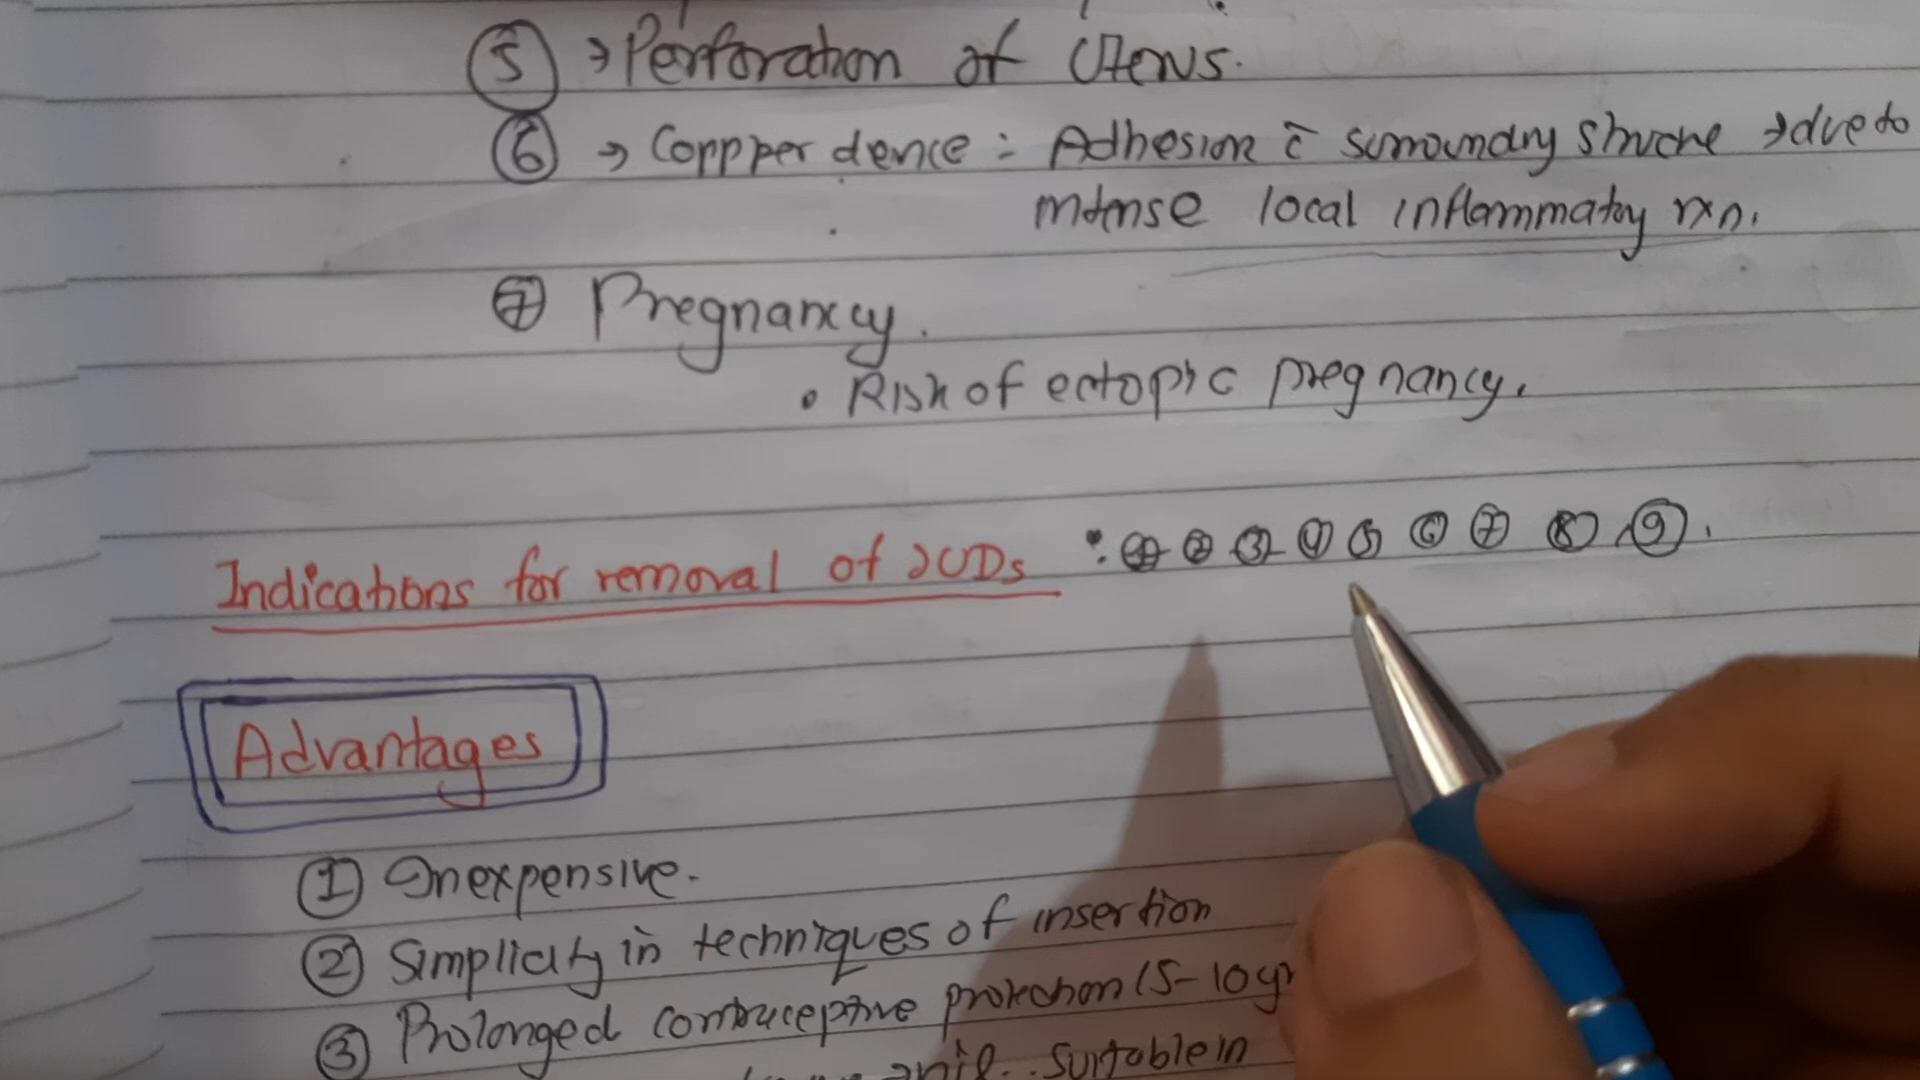 ⑤ → Perforation of Uterus.
⑥ → Coppper dence : Adhesion c̄ surrounding structure → due to
intense local inflammatory rxn.
⑦ Pregnancy.
• Risk of ectopic pregnancy.
Indications for removal of IUDs : ① ② ③ ④ ⑤ ⑥ ⑦ ⑧ ⑨.
Advantages
① Inexpensive.
② Simplicity in techniques of insertion
③ Prolonged contraceptive protection (5-10 yr
suitable in